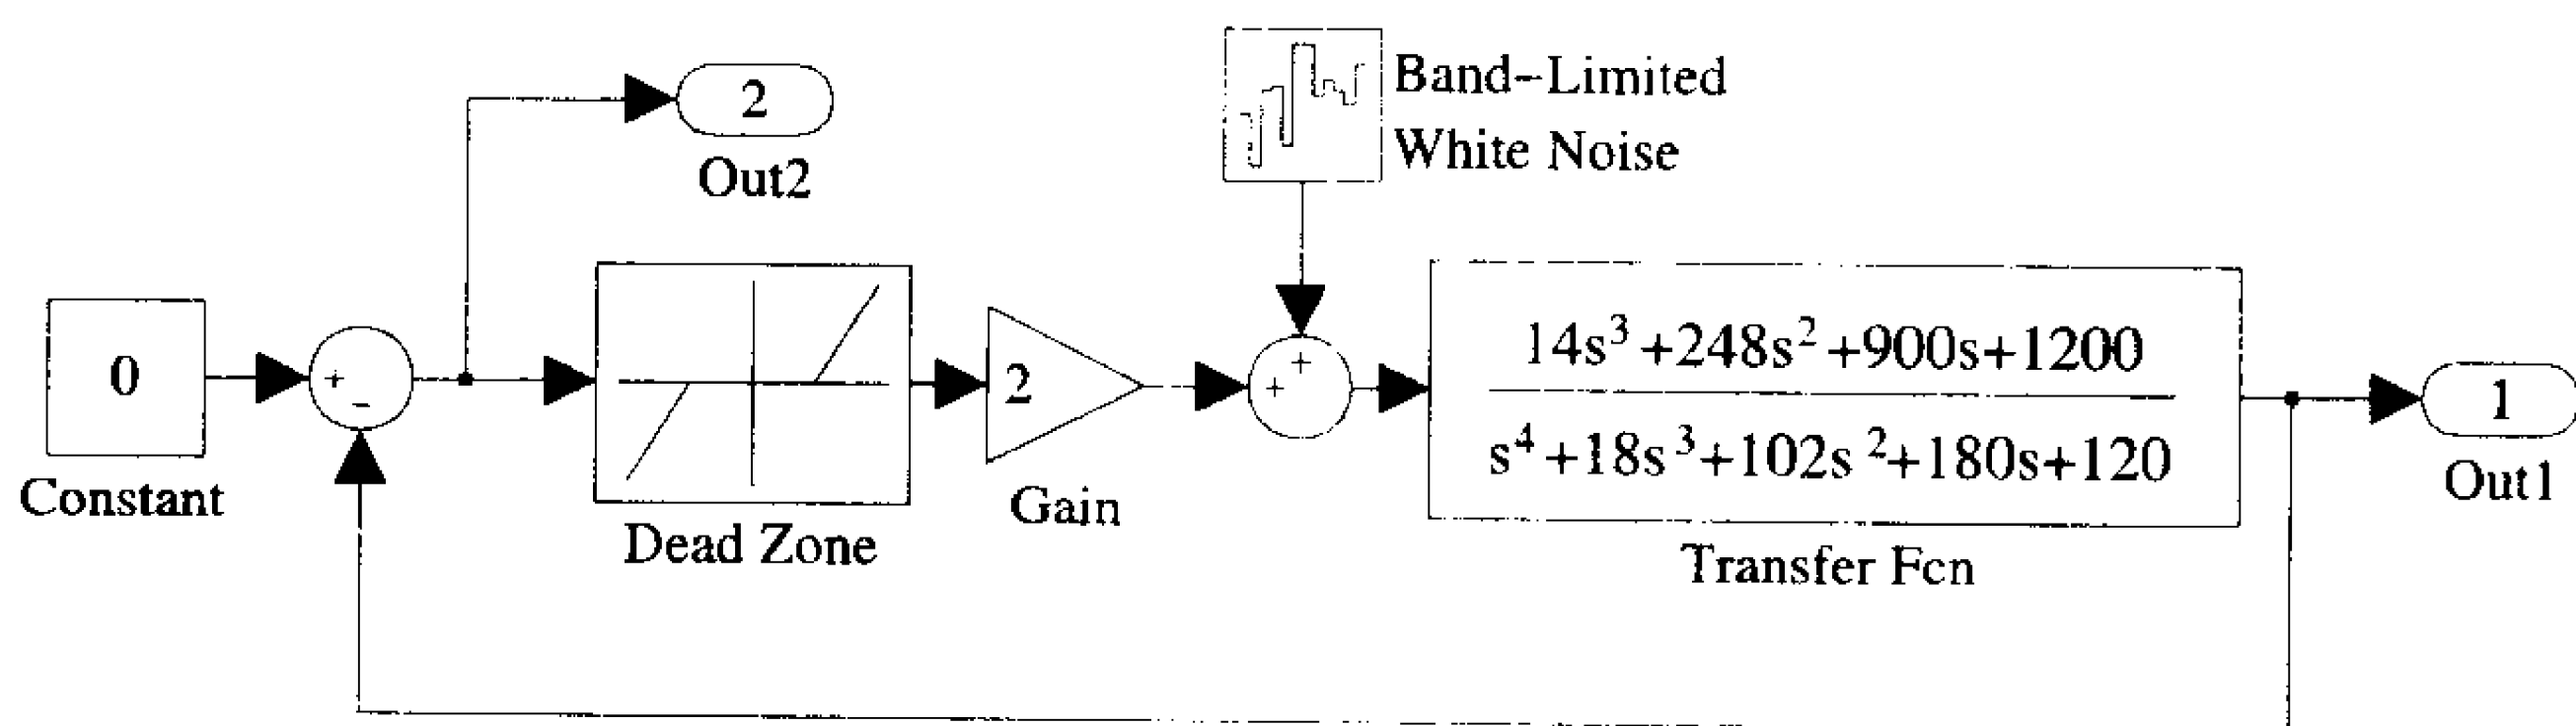 2
Out2
Band-Limited
White Noise
0
Constant
+
-
Dead Zone
2
Gain
+
+
14s³+248s²+900s+1200
s⁴+18s³+102s²+180s+120
Transfer Fcn
1
Out1